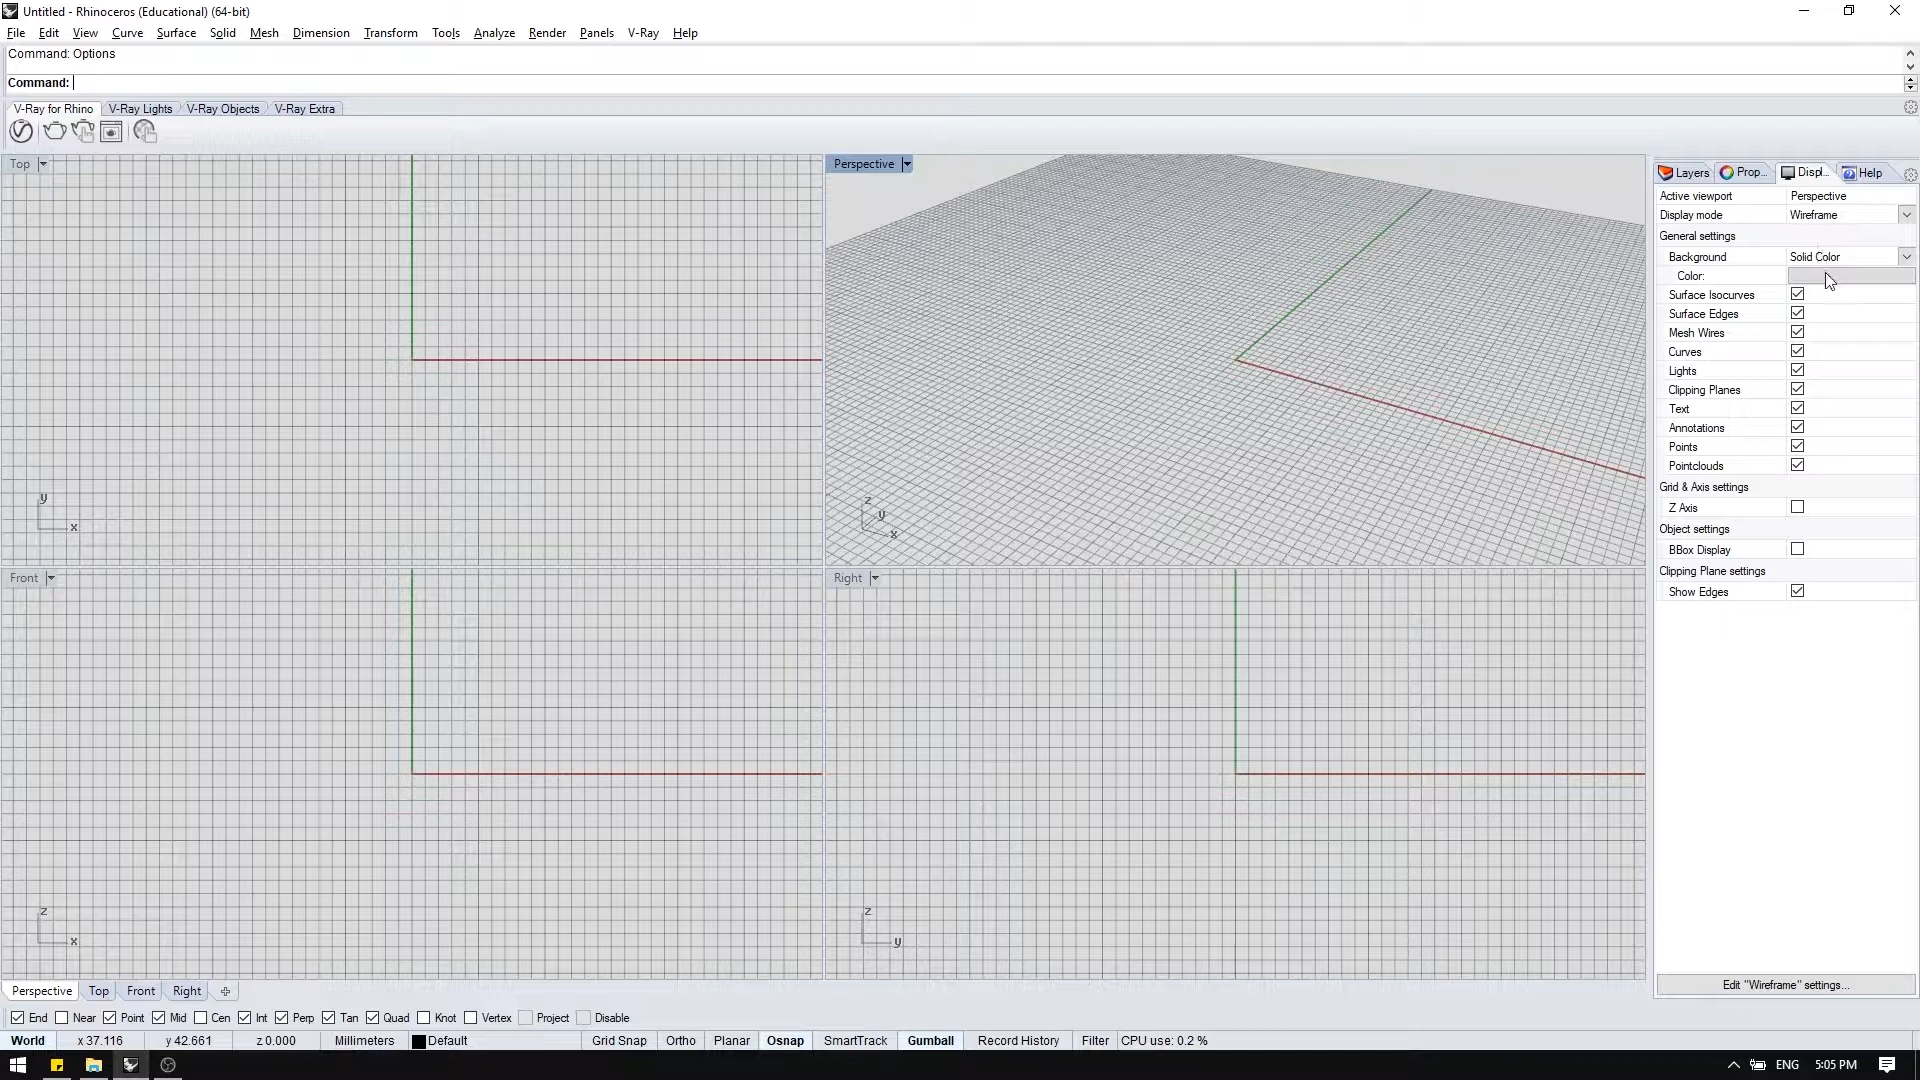 Untitled - Rhinoceros (Educational) (64-bit)
File Edit View Curve Surface Solid Mesh Dimension Transform Tools Analyze Render Panels V-Ray Help
Command: Options
Command:
V-Ray for Rhino V-Ray Lights V-Ray Objects V-Ray Extra
Top
y
x
Perspective
z
y
x
Front
z
x
Right
z
y
Layers Prop... Displ... Help
Active viewport Perspective
Display mode Wireframe
General settings
Background Solid Color
Color:
Surface Isocurves
Surface Edges
Mesh Wires
Curves
Lights
Clipping Planes
Text
Annotations
Points
Pointclouds
Grid & Axis settings
Z Axis
Object settings
BBox Display
Clipping Plane settings
Show Edges
Edit "Wireframe" settings...
Perspective Top Front Right
End Near Point Mid Cen Int Perp Tan Quad Knot Vertex Project Disable
World x 37.116 y 42.661 z 0.000 Millimeters Default Grid Snap Ortho Planar Osnap SmartTrack Gumball Record History Filter CPU use: 0.2 %
ENG 5:05 PM